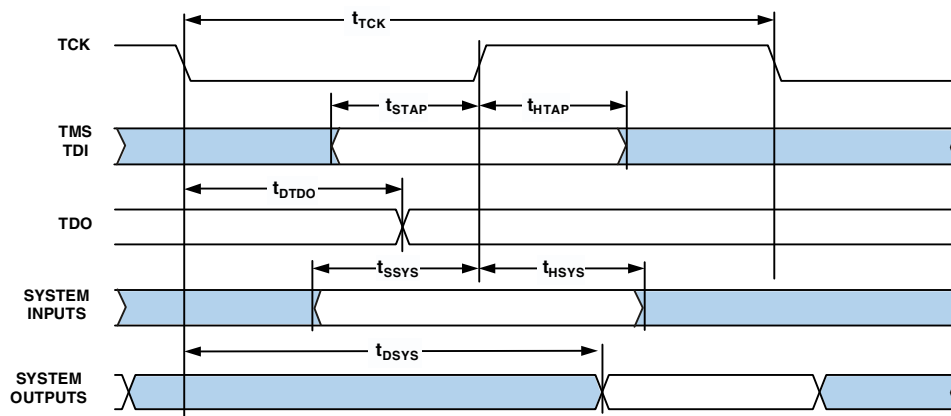 tTCK
TCK
tSTAP
tHTAP
TMS
TDI
tDTDO
TDO
tSSYS
tHSYS
SYSTEM
INPUTS
tDSYS
SYSTEM
OUTPUTS